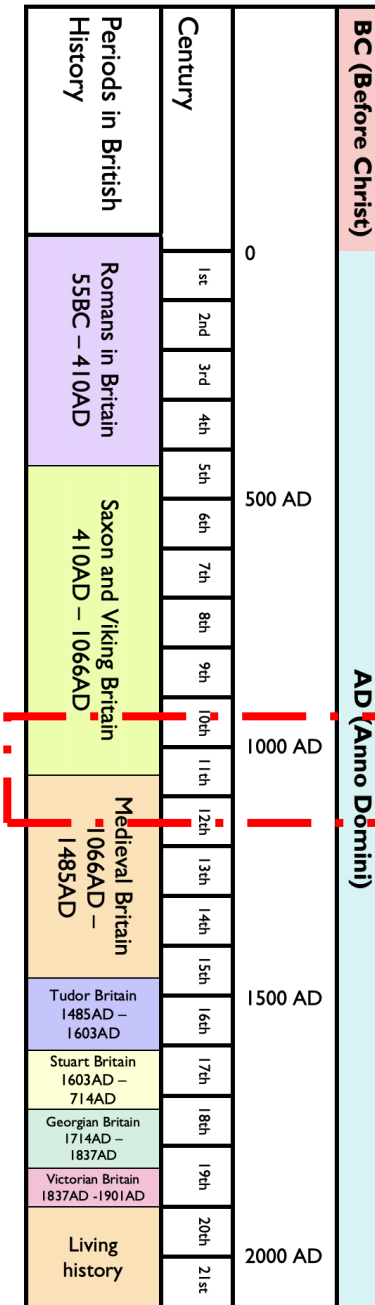 BC (Before Christ)
AD (Anno Domini)
0
500 AD
1000 AD
1500 AD
2000 AD
Century
1st
2nd
3rd
4th
5th
6th
7th
8th
9th
10th
11th
12th
13th
14th
15th
16th
17th
18th
19th
20th
21st
Periods in British
History
Romans in Britain
55BC – 410AD
Saxon and Viking Britain
410AD – 1066AD
Medieval Britain
1066AD –
1485AD
Tudor Britain
1485AD –
1603AD
Stuart Britain
1603AD –
714AD
Georgian Britain
1714AD –
1837AD
Victorian Britain
1837AD -1901AD
Living
history